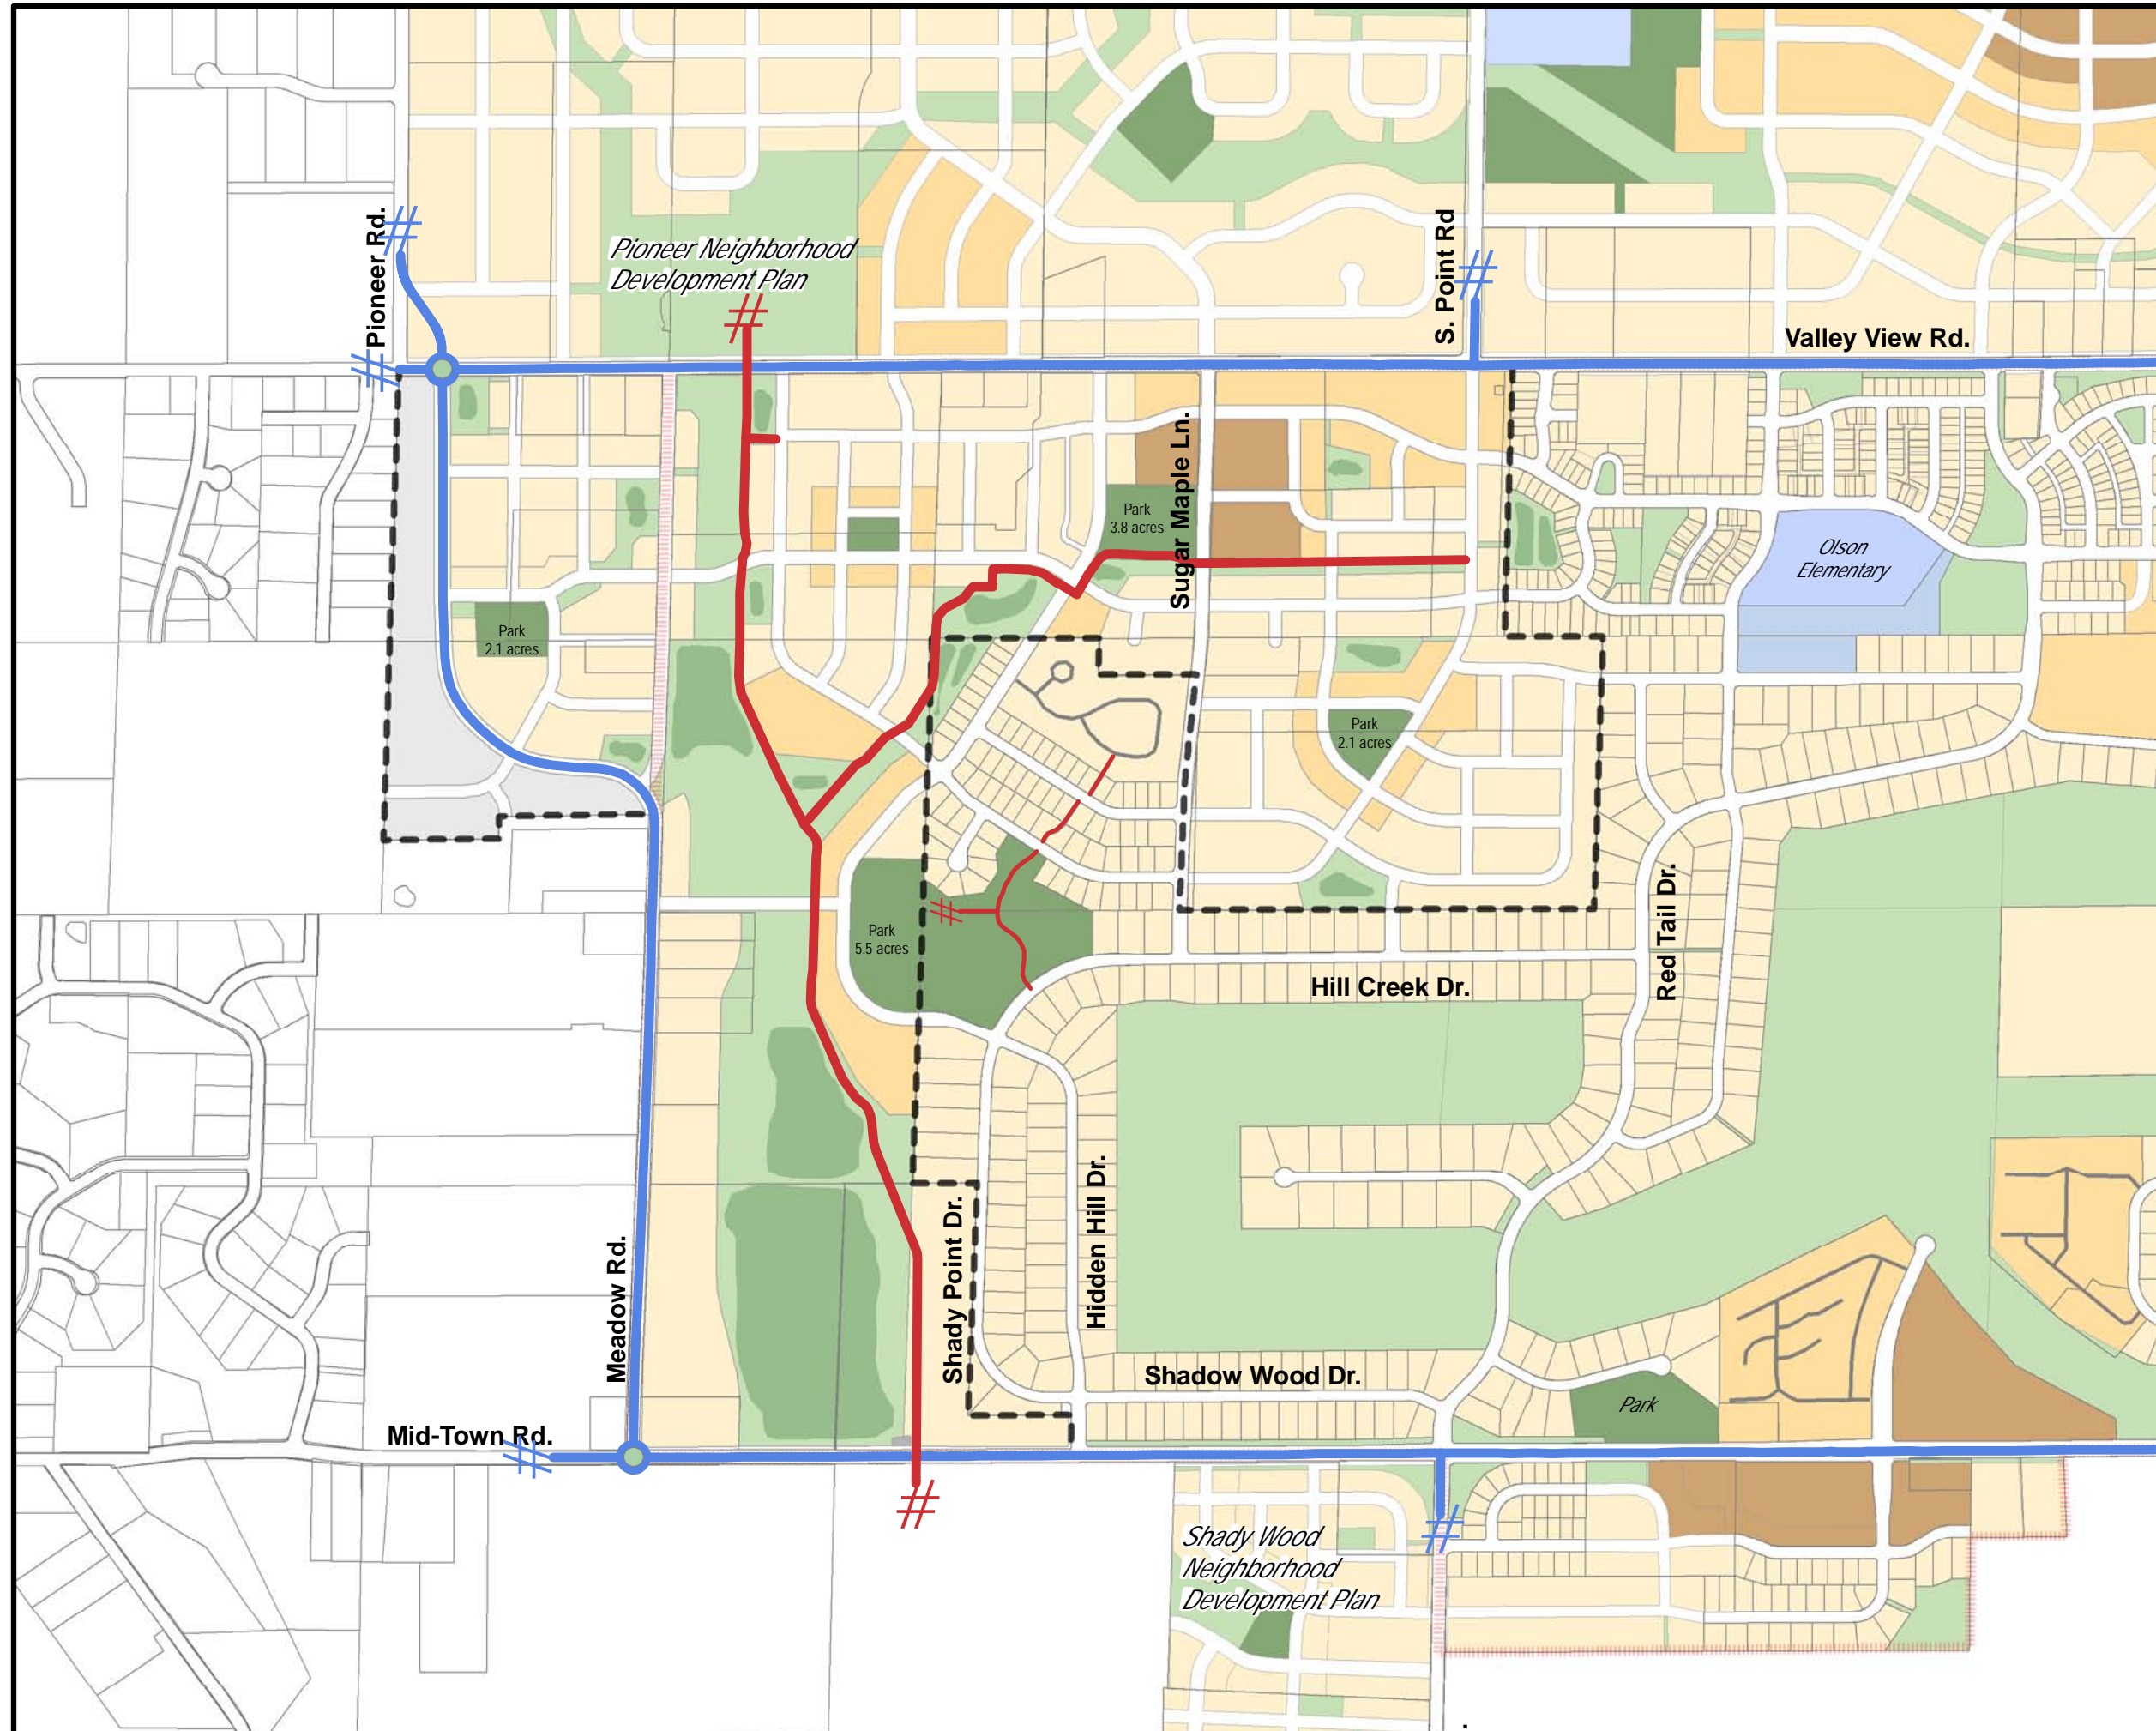 Pioneer Rd.
Pioneer Neighborhood
Development Plan
S. Point Rd
Valley View Rd.
Sugar Maple Ln.
Park
3.8 acres
Olson
Elementary
Park
2.1 acres
Park
2.1 acres
Park
5.5 acres
Red Tail Dr.
Hill Creek Dr.
Meadow Rd.
Shady Point Dr.
Hidden Hill Dr.
Shadow Wood Dr.
Park
Mid-Town Rd.
Shady Wood
Neighborhood
Development Plan